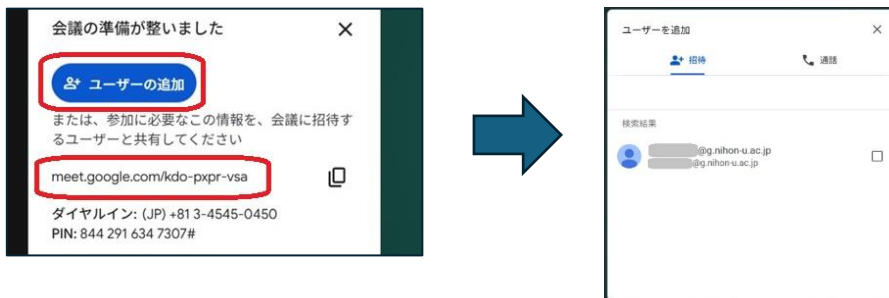 会議の準備が整いました
ユーザーの追加
または、参加に必要なこの情報を、会議に招待す
るユーザーと共有してください
meet.google.com/kdo-pxpr-vsa
ダイヤルイン: (JP) +81 3-4545-0450
PIN: 844 291 634 7307#
ユーザーを追加
招待
通話
検索結果
@g.nihon-u.ac.jp
@g.nihon-u.ac.jp